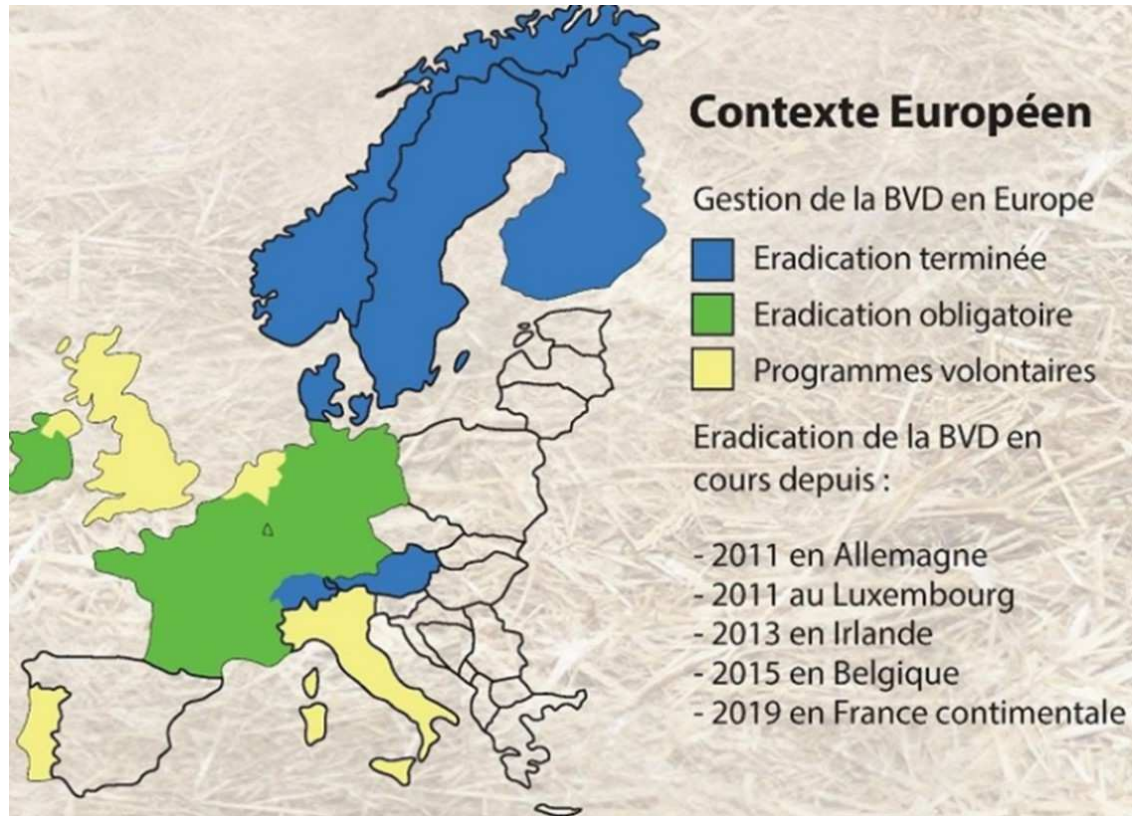 Contexte Européen
Gestion de la BVD en Europe
Eradication terminée
Eradication obligatoire
Programmes volontaires
Eradication de la BVD en
cours depuis :
- 2011 en Allemagne
- 2011 au Luxembourg
- 2013 en Irlande
- 2015 en Belgique
- 2019 en France contimentale